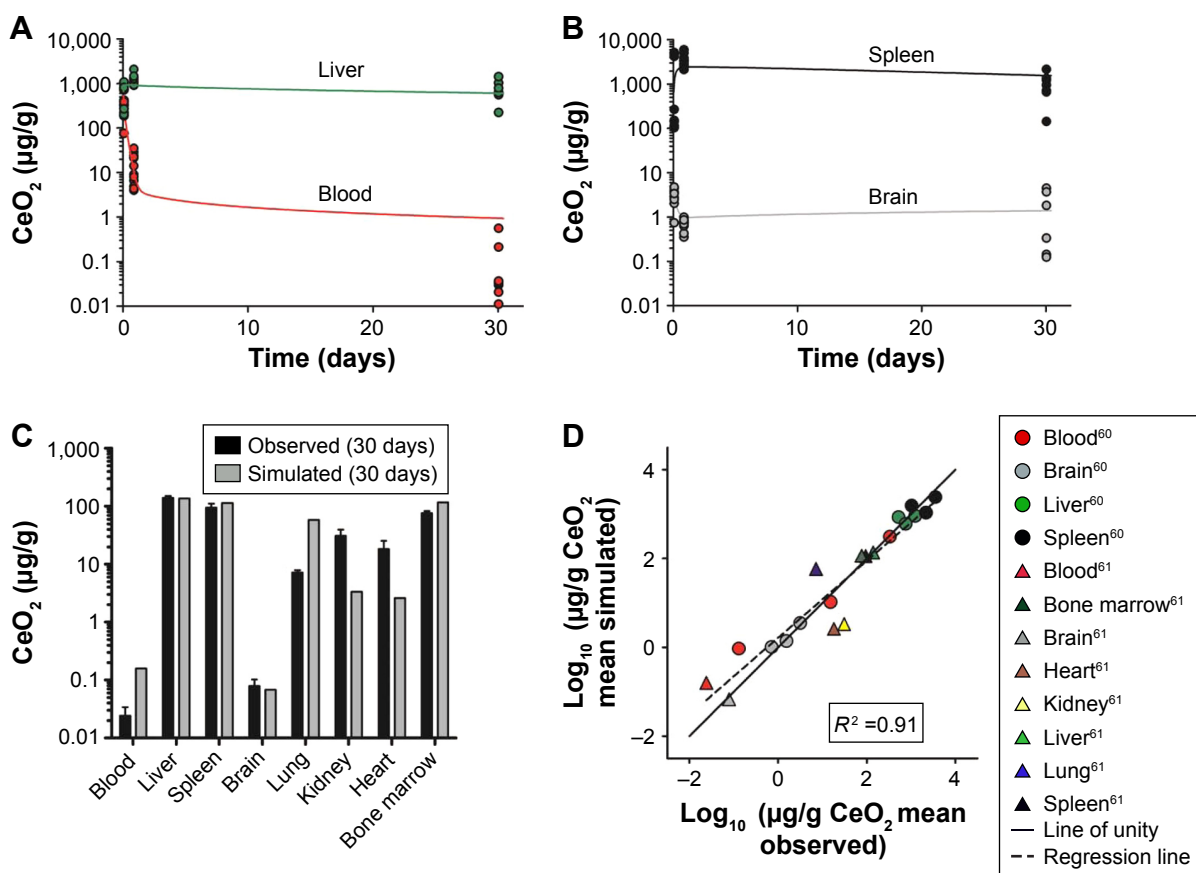 A
CeO₂ (µg/g)
10,000
1,000
100
10
1
0.1
0.01
Liver
Blood
0
10
20
30
Time (days)
B
CeO₂ (µg/g)
10,000
1,000
100
10
1
0.1
0.01
Spleen
Brain
0
10
20
30
Time (days)
C
CeO₂ (µg/g)
1,000
100
10
1
0.1
0.01
Observed (30 days)
Simulated (30 days)
Blood
Liver
Spleen
Brain
Lung
Kidney
Heart
Bone marrow
D
Log₁₀ (µg/g CeO₂
mean simulated)
4
2
0
–2
R² =0.91
–2
0
2
4
Log₁₀ (µg/g CeO₂ mean
observed)
Blood⁶⁰
Brain⁶⁰
Liver⁶⁰
Spleen⁶⁰
Blood⁶¹
Bone marrow⁶¹
Brain⁶¹
Heart⁶¹
Kidney⁶¹
Liver⁶¹
Lung⁶¹
Spleen⁶¹
Line of unity
Regression line